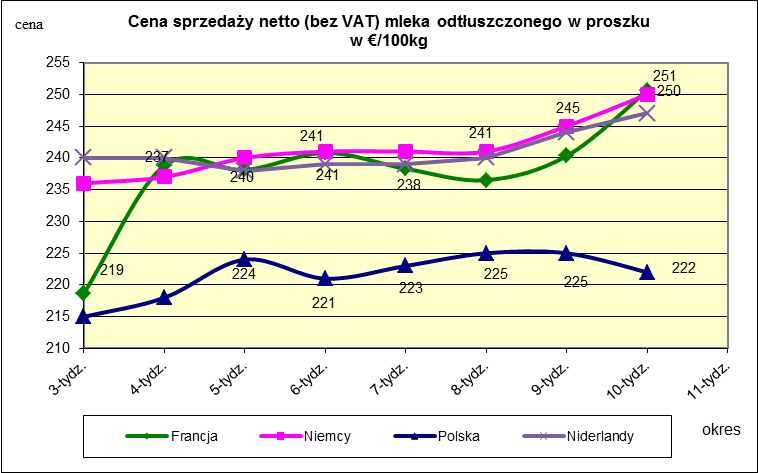 cena
Cena sprzedaży netto (bez VAT) mleka odtłuszczonego w proszku
w €/100kg
255
250
245
240
235
230
225
220
215
210
219
237
240
241
241
238
241
245
251
250
224
221
223
225
225
222
3-tydz.
4-tydz.
5-tydz.
6-tydz.
7-tydz.
8-tydz.
9-tydz.
10-tydz.
11-tydz.
okres
Francja Niemcy Polska Niderlandy